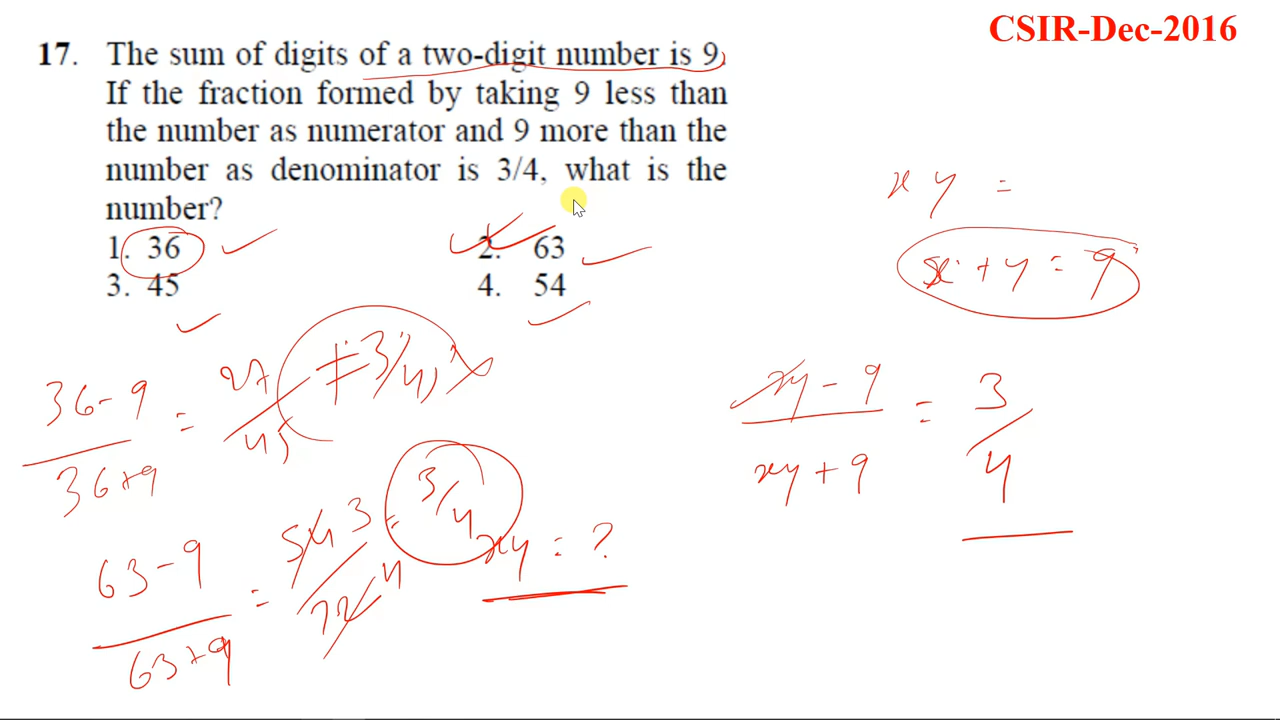 CSIR-Dec-2016
17. The sum of digits of a two-digit number is 9.
If the fraction formed by taking 9 less than
the number as numerator and 9 more than the
number as denominator is 3/4, what is the
number?
1. 36 2. 63
3. 45 4. 54
xy =
x + y = 9
xy - 9 / xy + 9 = 3 / 4
36 - 9 / 36 + 9 = 27 / 45 ≠ 3/4
63 - 9 / 63 + 9 = 54 3 / 72 4 = 3/4
xy = ?